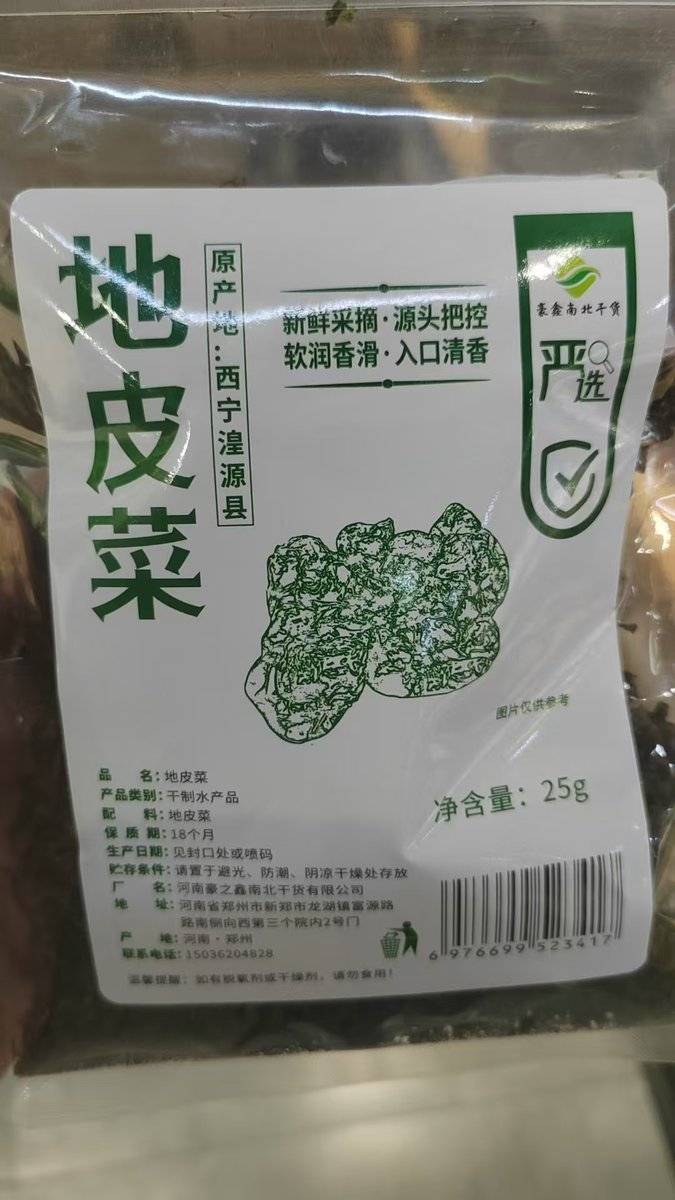 地皮菜
原产地：西宁湟源县
新鲜采摘·源头把控
软润香滑·入口清香
豪鑫南北干货
严选
图片仅供参考
品 名：地皮菜
产品类别：干制水产品
配 料：地皮菜
保质期：18个月
生产日期：见封口处或喷码
贮存条件：请置于避光、防潮、阴凉干燥处存放
厂 名：河南豪之鑫南北干货有限公司
地 址：河南省郑州市新郑市龙湖镇富源路
路南侧向西第三个院内2号门
产 地：河南·郑州
联系电话：15036204828
温馨提醒：如有脱氧剂或干燥剂，请勿食用！
净含量：25g
6 976699 523417